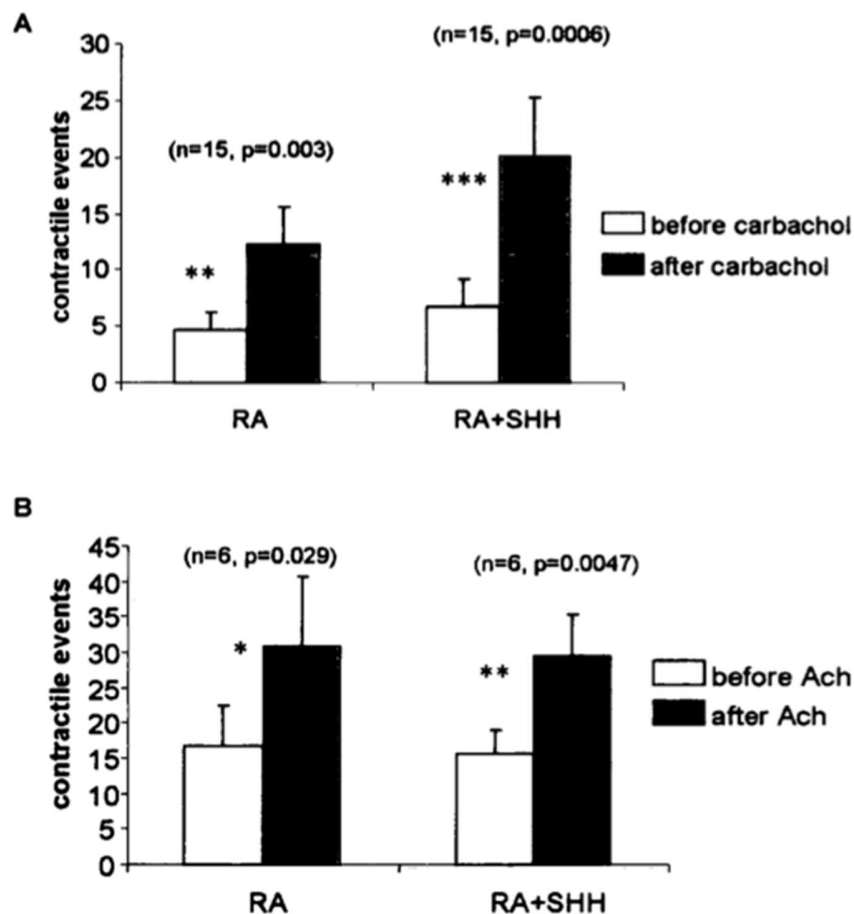 A
(n=15, p=0.0006)
30
25
(n=15, p=0.003)
20
***
contractile events
15
before carbachol
**
after carbachol
10
5
0
RA
RA+SHH
B
45
(n=6, p=0.029)
(n=6, p=0.0047)
40
contractile events
35
*
30
**
before Ach
25
after Ach
20
15
10
5
0
RA
RA+SHH